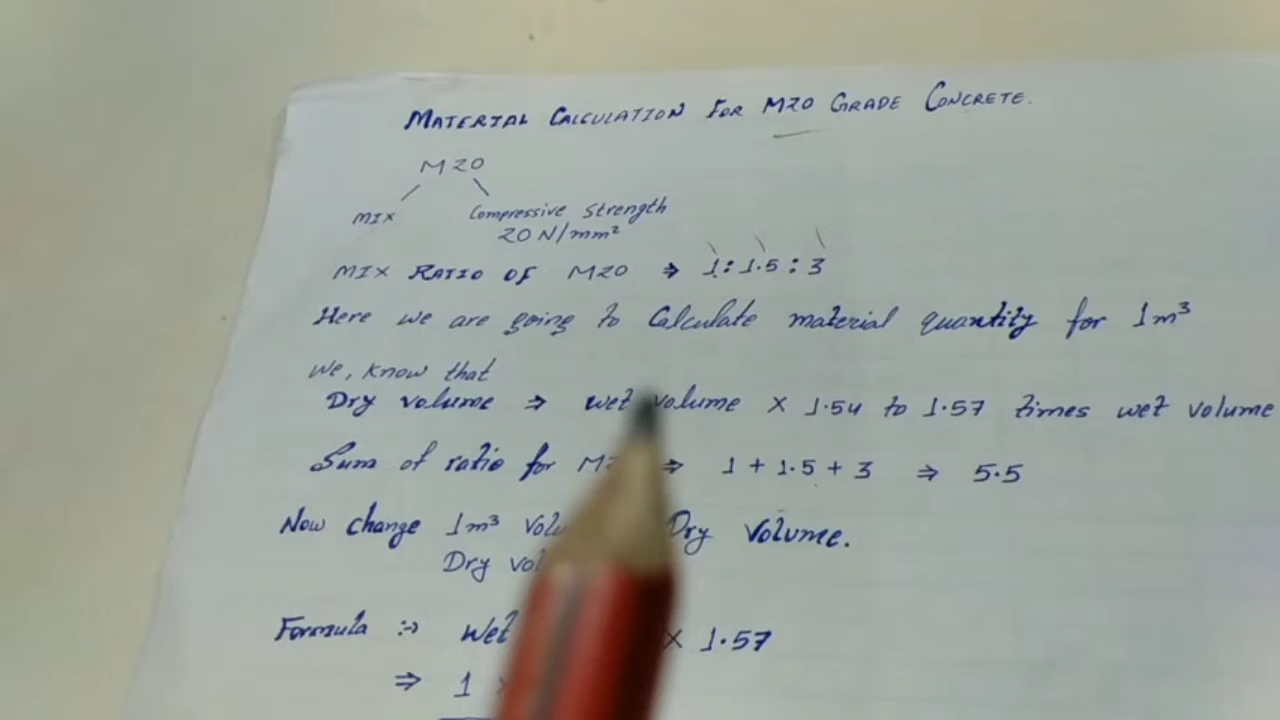 MATERIAL CALCULATION FOR M20 GRADE CONCRETE.
M20
MIX Compressive Strength
20 N/mm²
MIX RATIO OF M20 ⇒ 1 : 1.5 : 3
Here we are going to Calculate material quantity for 1m³
We, know that
Dry volume ⇒ wet volume × 1.54 to 1.57 times wet volume
Sum of ratio for ⇒ 1 + 1.5 + 3 ⇒ 5.5
Now change 1m³ Dry Volume.
Dry
Formula :→ Wet × 1.57
⇒ 1